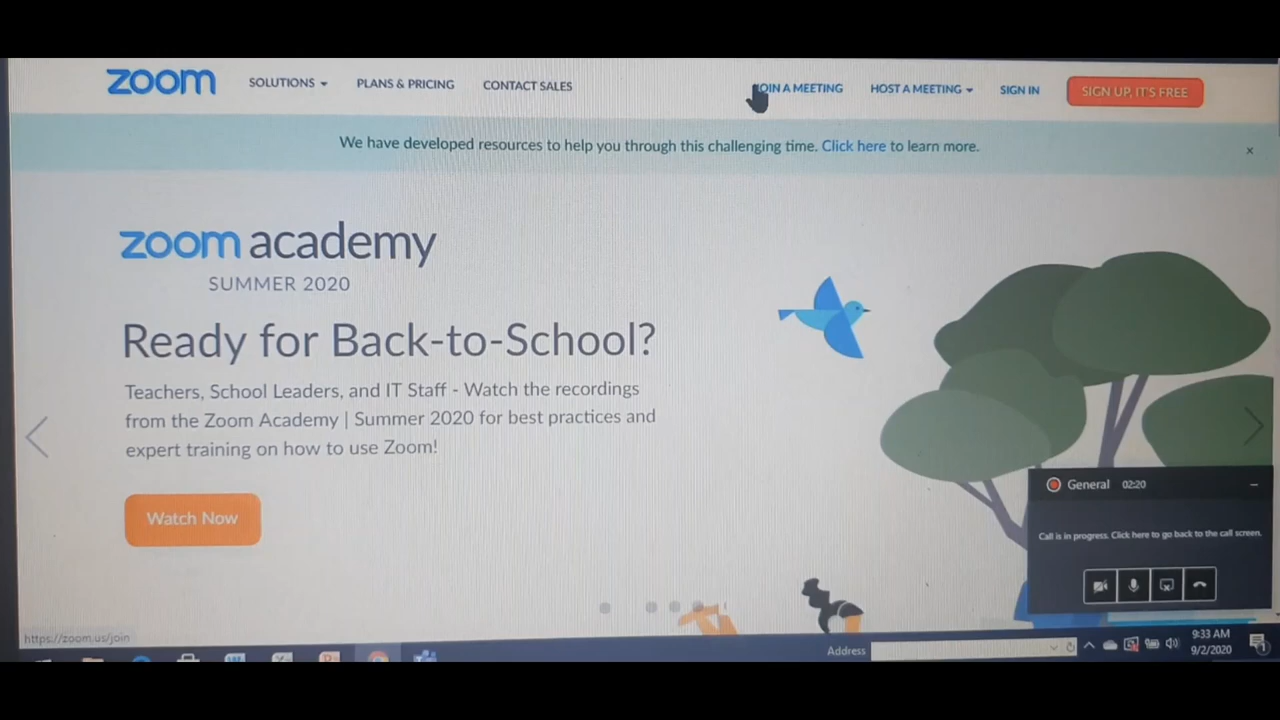 zoom
SOLUTIONS
PLANS & PRICING
CONTACT SALES
JOIN A MEETING
HOST A MEETING
SIGN IN
SIGN UP, IT'S FREE
We have developed resources to help you through this challenging time. Click here to learn more.
zoom academy
SUMMER 2020
Ready for Back-to-School?
Teachers, School Leaders, and IT Staff - Watch the recordings
from the Zoom Academy | Summer 2020 for best practices and
expert training on how to use Zoom!
Watch Now
General 02:20
Call is in progress. Click here to go back to the call screen.
https://zoom.us/join
Address
9:33 AM
9/2/2020